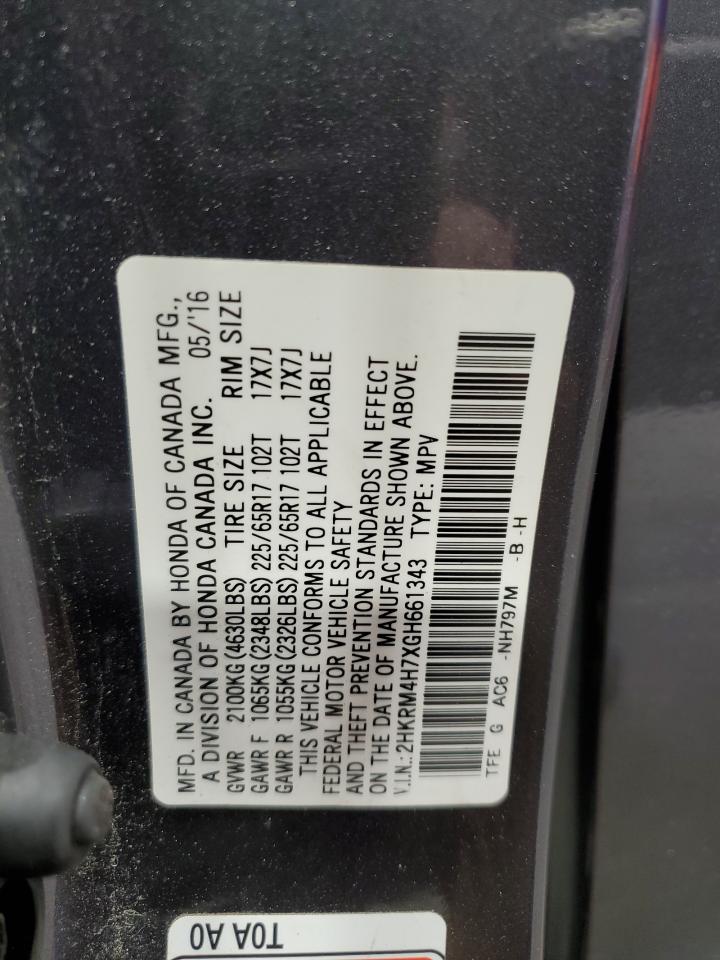 MFD. IN CANADA BY HONDA OF CANADA MFG.,
A DIVISION OF HONDA CANADA INC. 05/'16
GVWR 2100KG (4630LBS) TIRE SIZE RIM SIZE
GAWR F 1065KG (2348LBS) 225/65R17 102T 17X7J
GAWR R 1055KG (2326LBS) 225/65R17 102T 17X7J
THIS VEHICLE CONFORMS TO ALL APPLICABLE
FEDERAL MOTOR VEHICLE SAFETY
AND THEFT PREVENTION STANDARDS IN EFFECT
ON THE DATE OF MANUFACTURE SHOWN ABOVE.
V.I.N.:2HKRM4H7XGH661343 TYPE: MPV
TFE G AC6 -NH797M -B -H
T0A A0